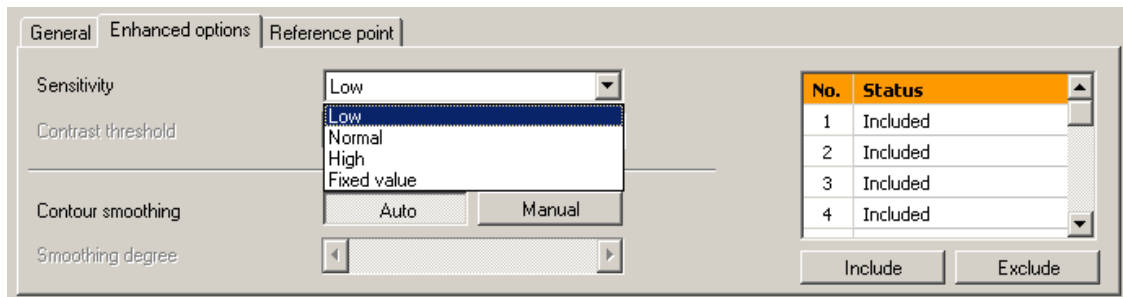 General Enhanced options Reference point
Sensitivity Low
Low
Normal
High
Fixed value
Contrast threshold
Contour smoothing Auto Manual
Smoothing degree
No. Status
1 Included
2 Included
3 Included
4 Included
Include Exclude